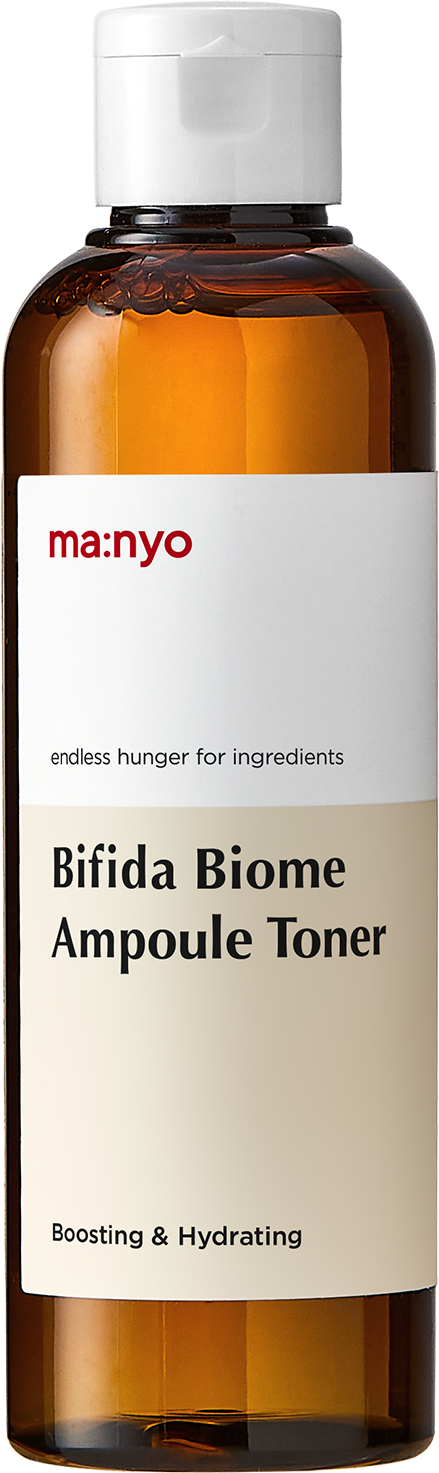 ma:nyo
endless hunger for ingredients
Bifida Biome
Ampoule Toner
Boosting & Hydrating